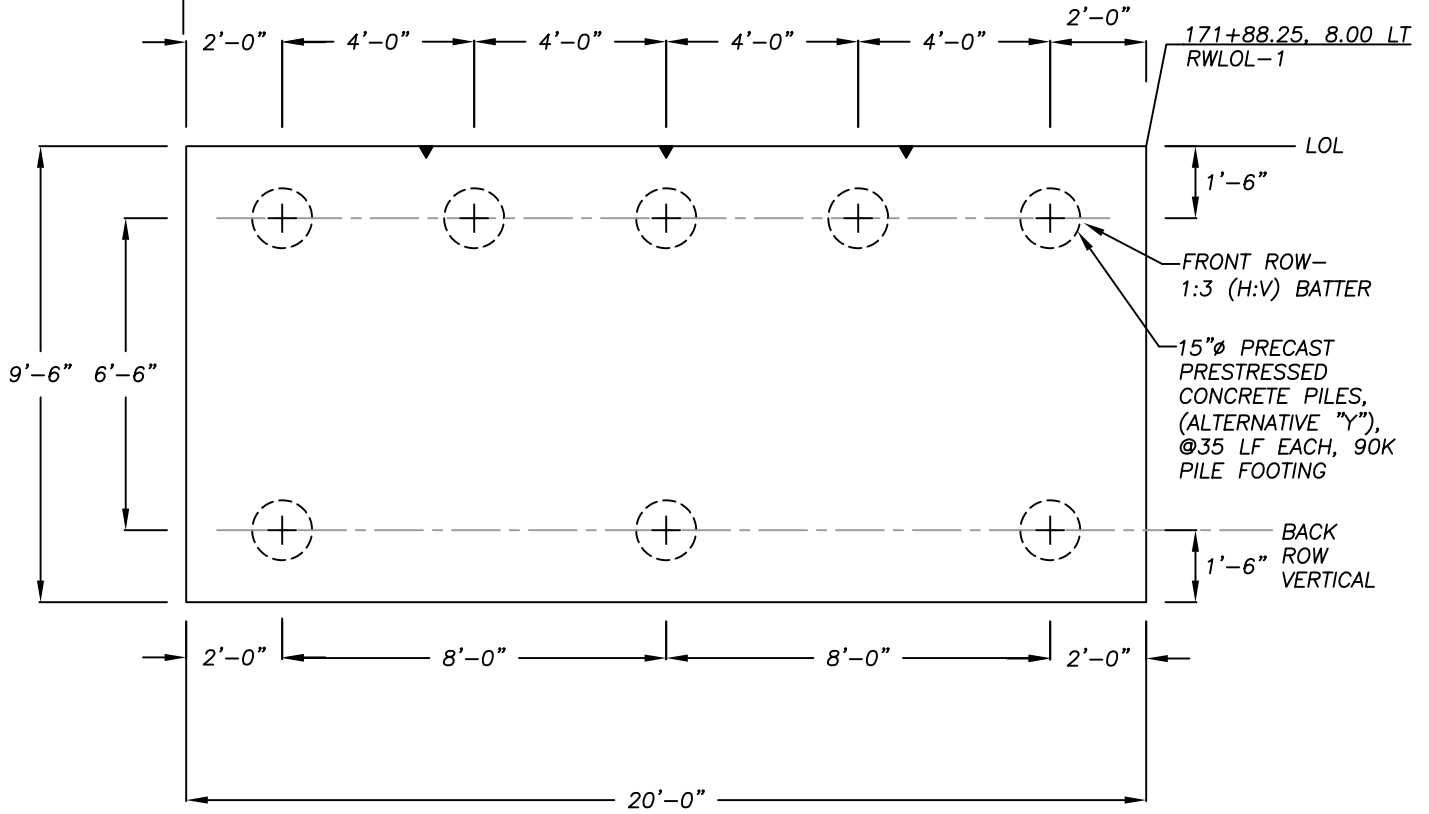 2'-0"
4'-0"
4'-0"
4'-0"
4'-0"
2'-0"
171+88.25, 8.00 LT
RWLOL-1
LOL
1'-6"
FRONT ROW-
1:3 (H:V) BATTER
15"ø PRECAST
PRESTRESSED
CONCRETE PILES,
(ALTERNATIVE "Y"),
@35 LF EACH, 90K
PILE FOOTING
9'-6"
6'-6"
BACK
ROW
VERTICAL
1'-6"
2'-0"
8'-0"
8'-0"
2'-0"
20'-0"